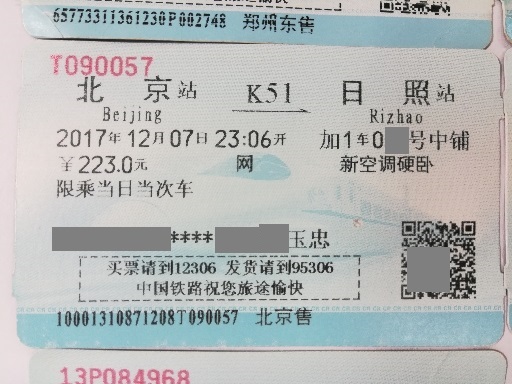 65773311361230P002748 郑州东售
T090057
北京站 K51 日照站
Beijing Rizhao
2017年12月07日23:06开 加1车0 号中铺
￥223.0元 网 新空调硬卧
限乘当日当次车
**** 玉忠
买票请到12306 发货请到95306
中国铁路祝您旅途愉快
10001310871208T090057 北京售
13P084968